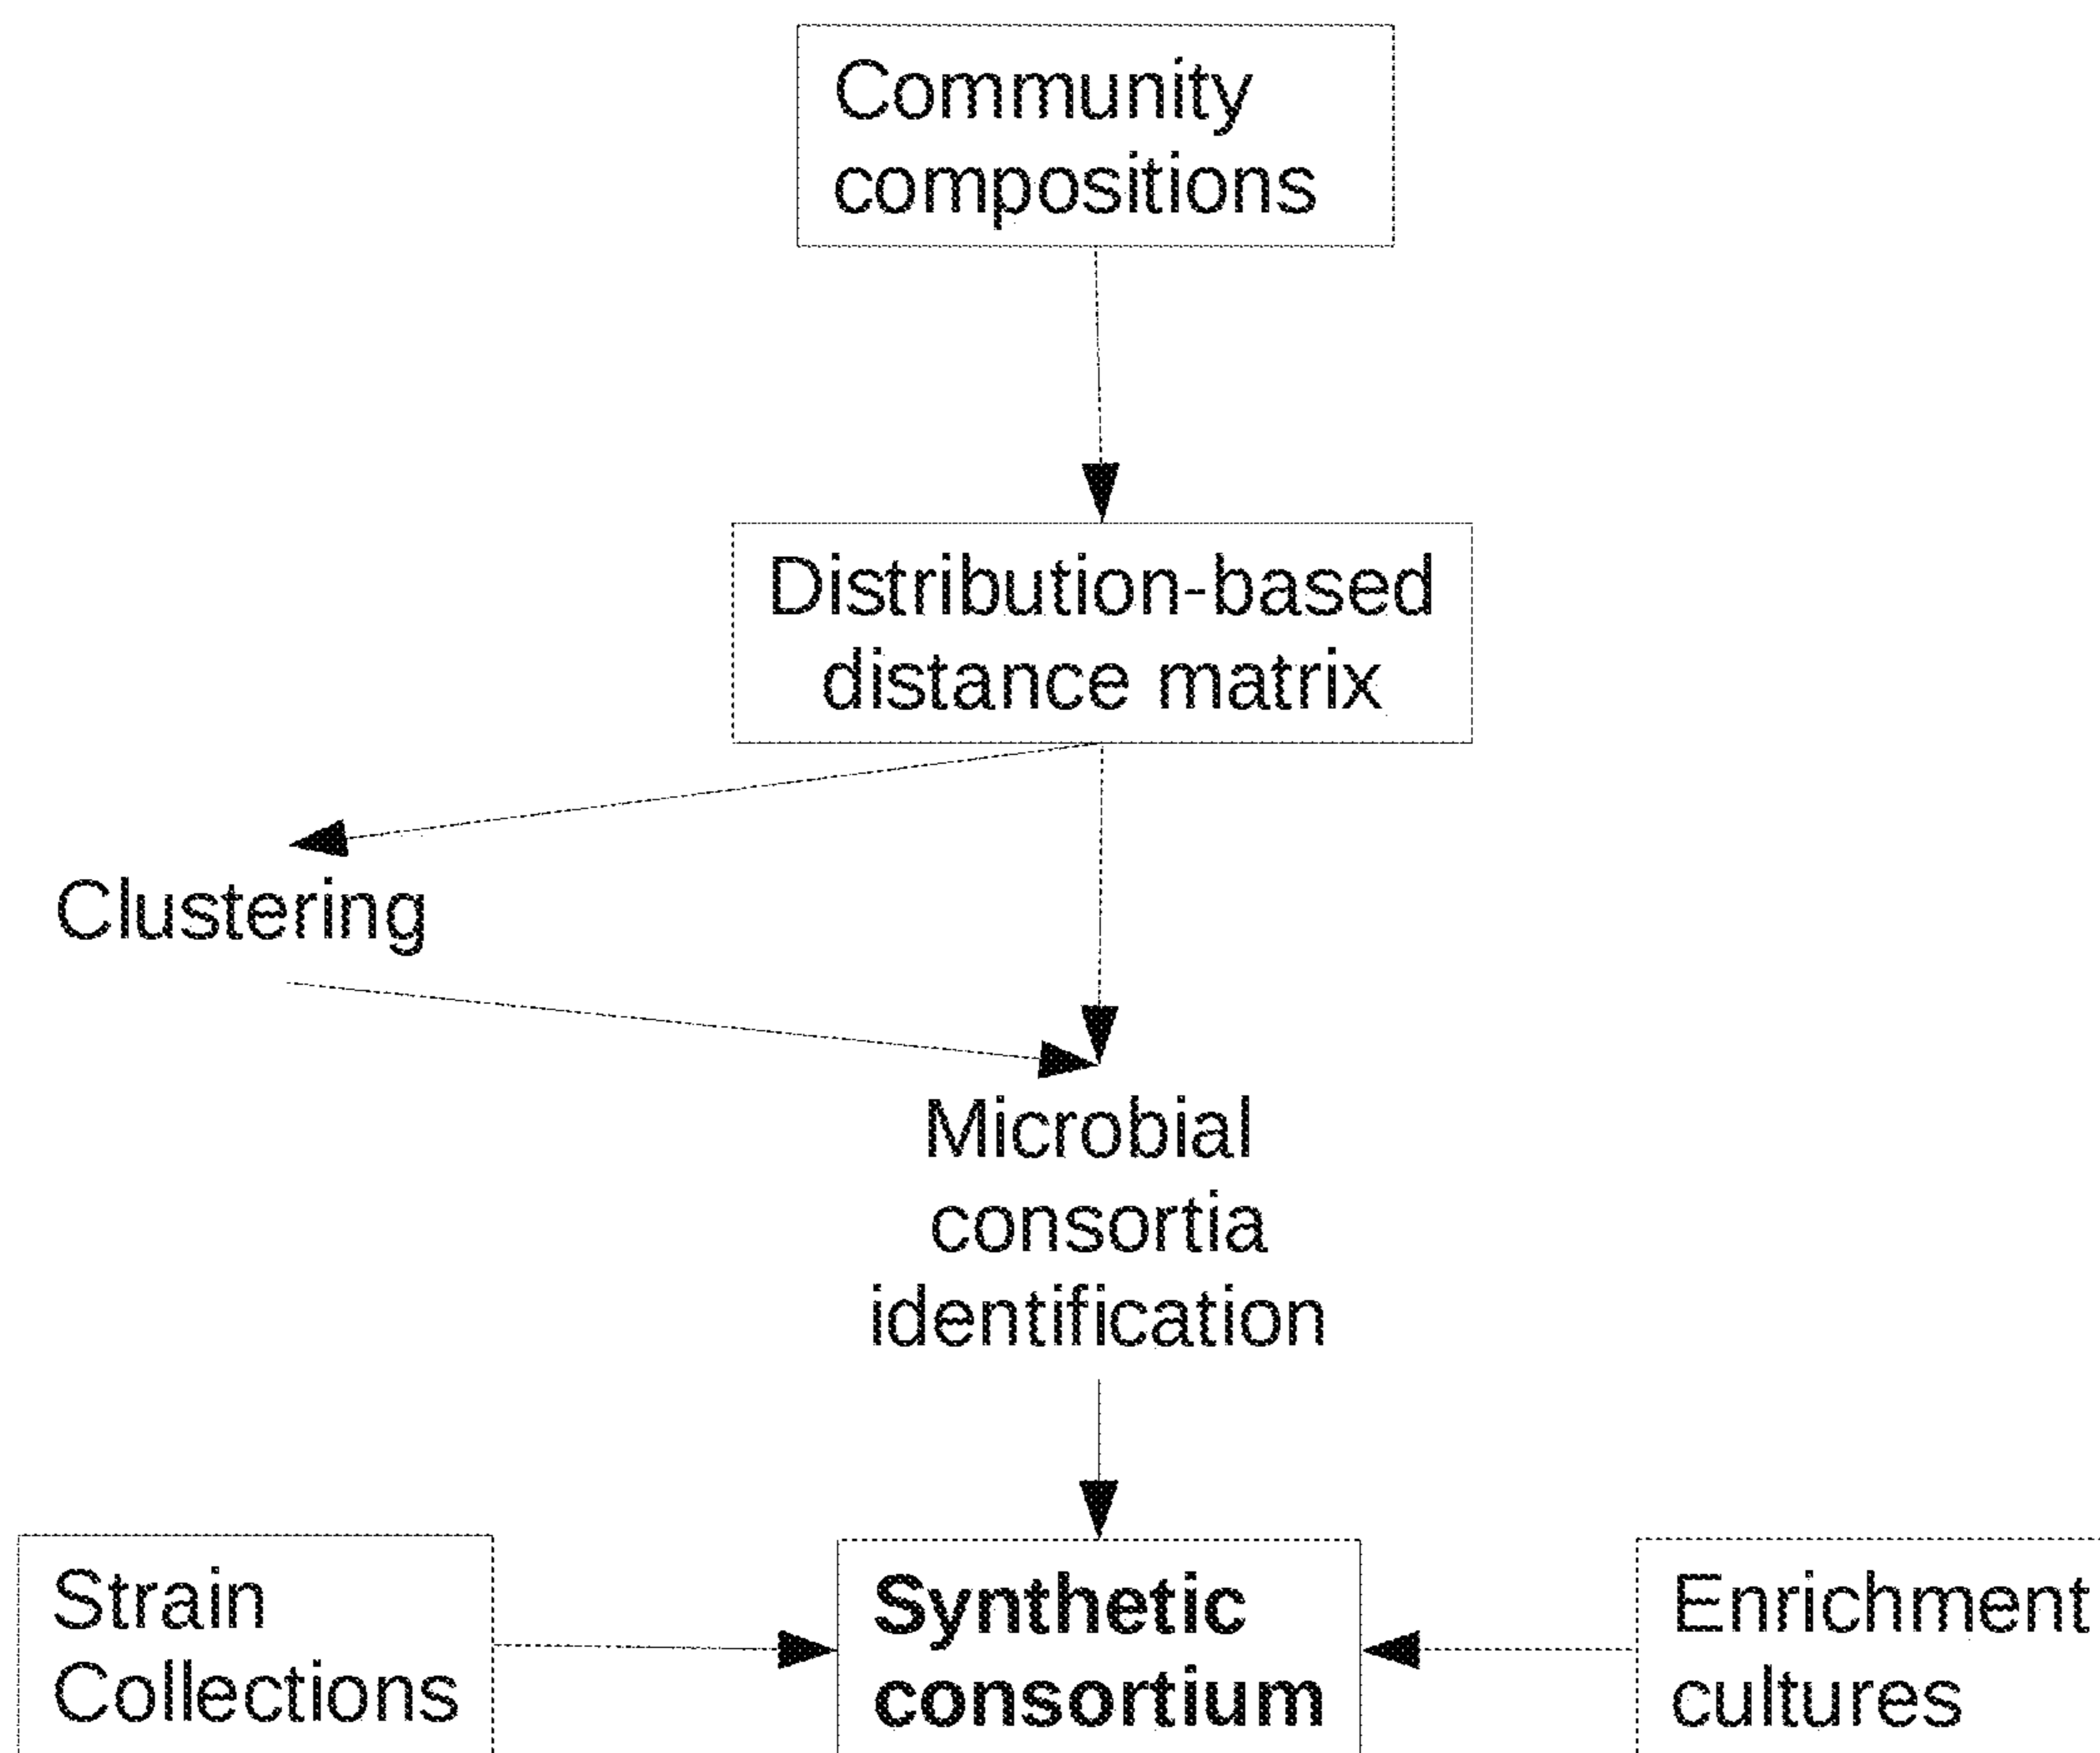 Community
compositions
Distribution-based
distance matrix
Clustering
Microbial
consortia
identification
Strain
Collections
Synthetic
consortium
Enrichment
cultures